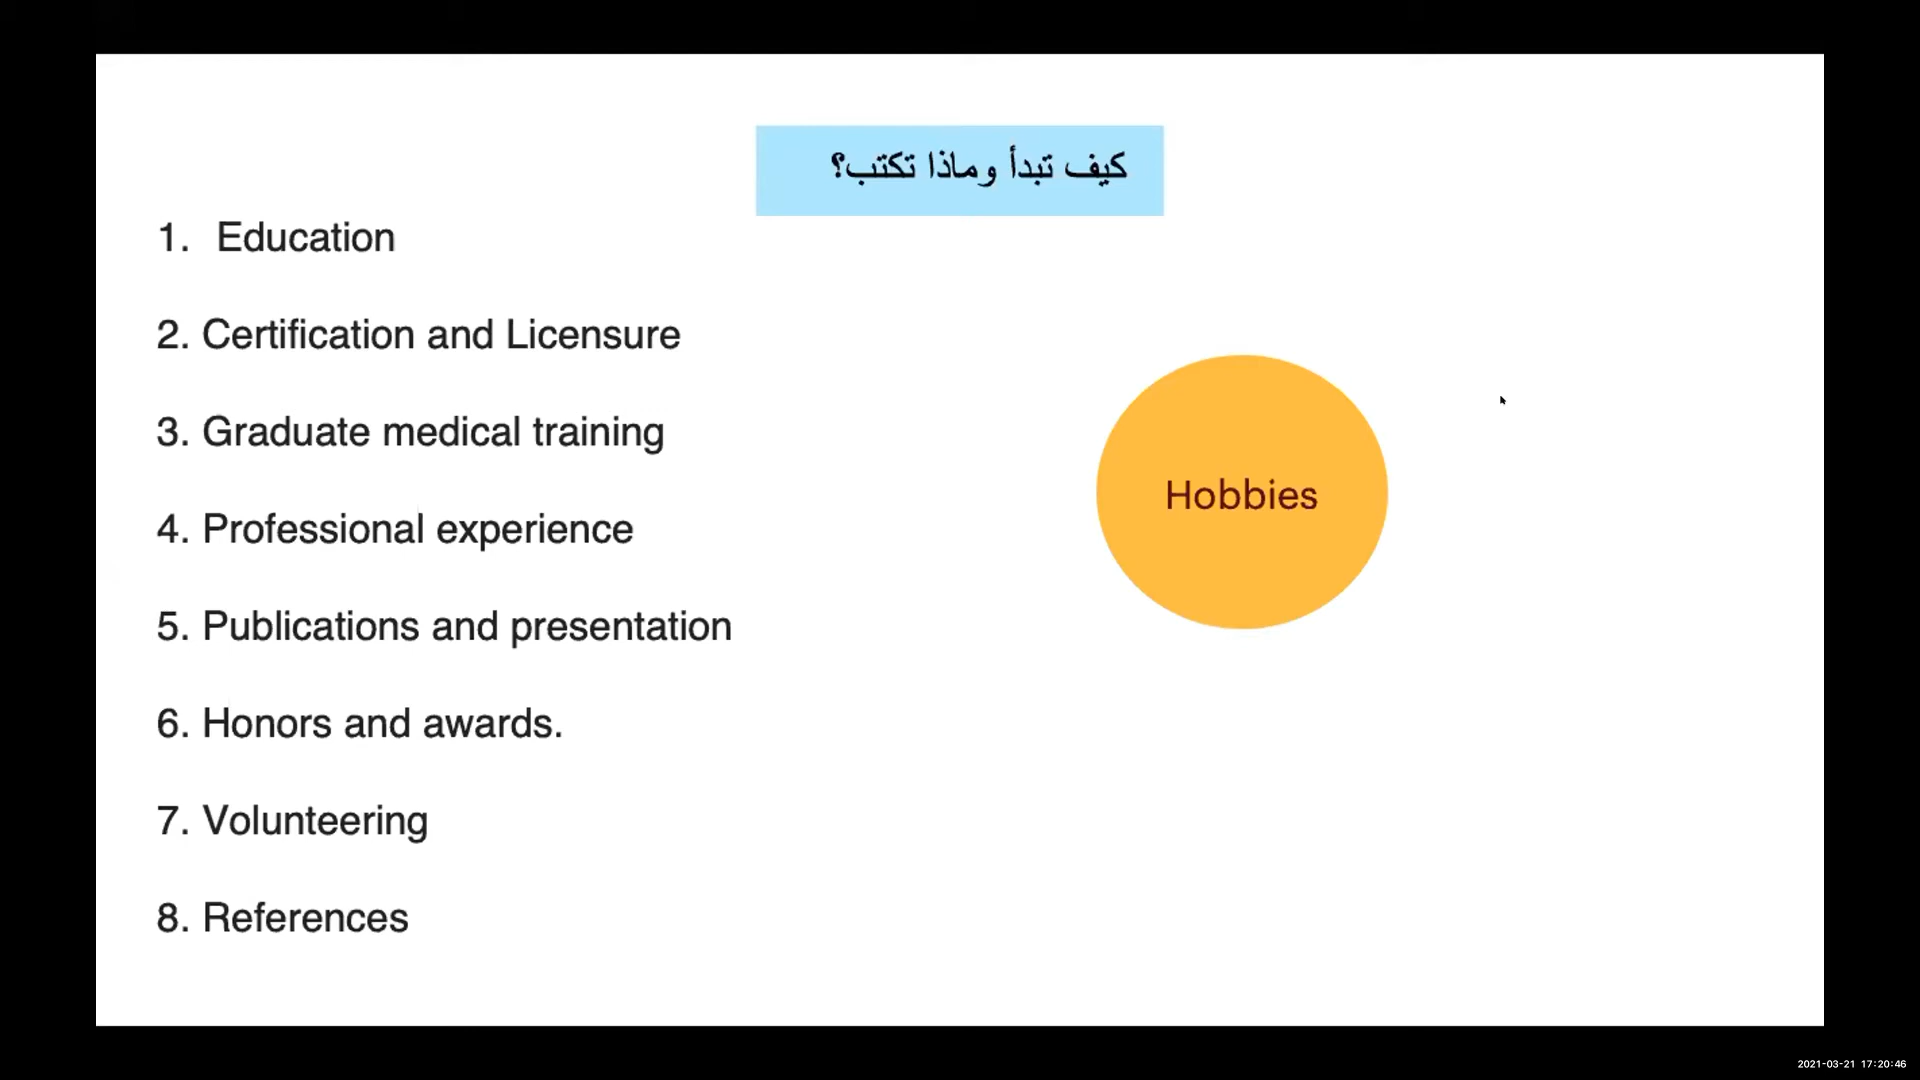 كيف تبدأ وماذا تكتب؟
1. Education
2. Certification and Licensure
3. Graduate medical training
4. Professional experience
5. Publications and presentation
6. Honors and awards.
7. Volunteering
8. References
Hobbies
2021-03-21 17:20:46